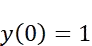 y(0) = 1